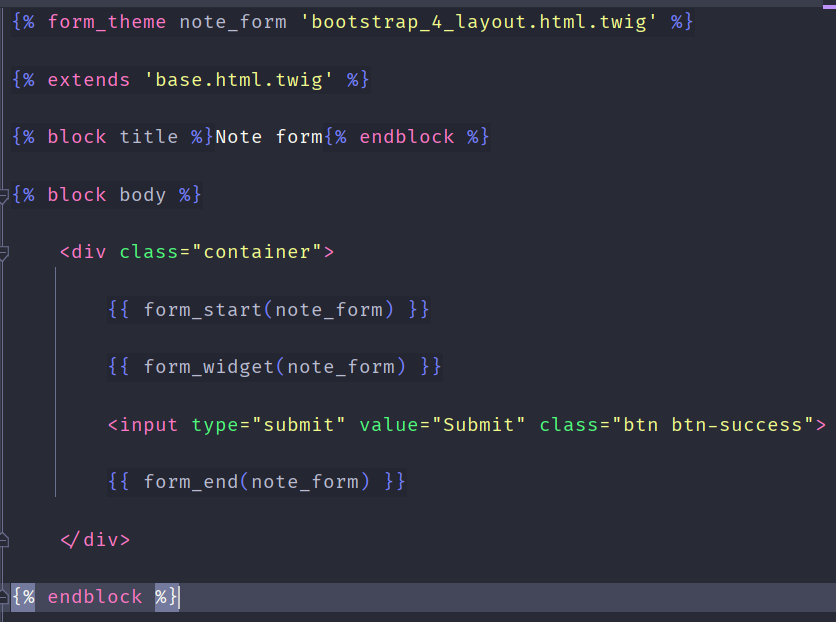 {% form_theme note_form 'bootstrap_4_layout.html.twig' %}
{% extends 'base.html.twig' %}
{% block title %}Note form{% endblock %}
{% block body %}
<div class="container">
{{ form_start(note_form) }}
{{ form_widget(note_form) }}
<input type="submit" value="Submit" class="btn btn-success">
{{ form_end(note_form) }}
</div>
{% endblock %}